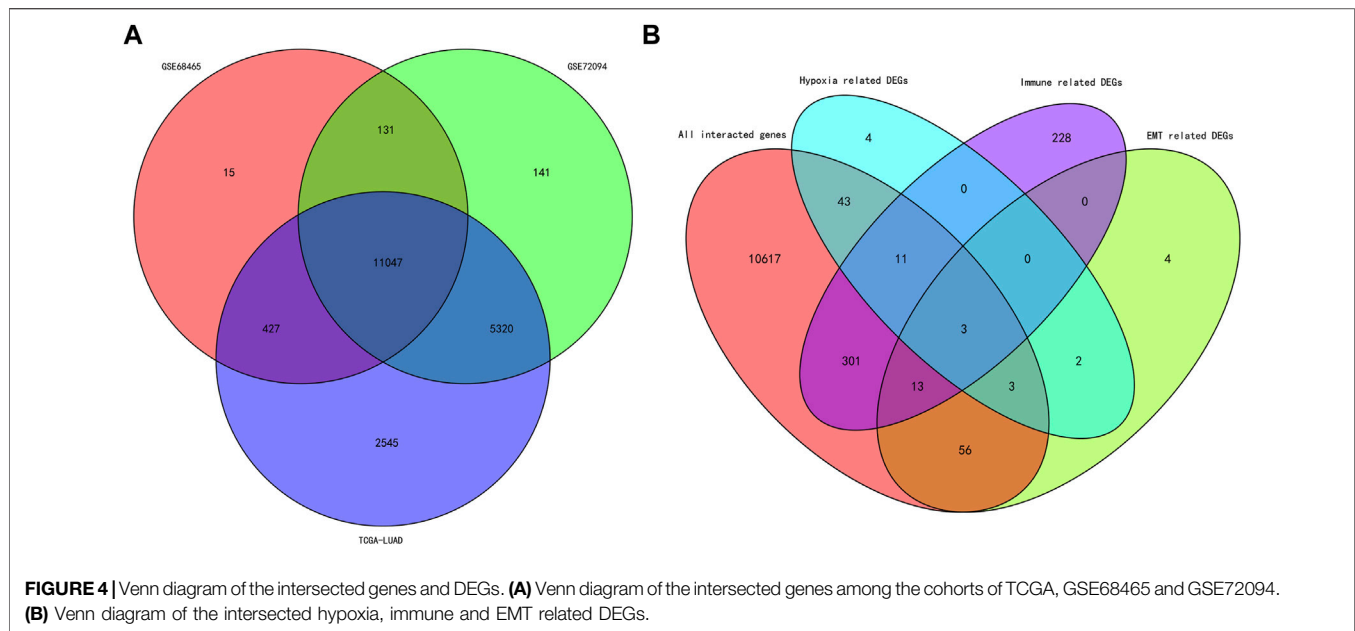 A
B
GSE68465
GSE72094
131
15
141
11047
427
5320
2545
TCGA-LUAD
Hypoxia related DEGs
Immune related DEGs
All interacted genes
EMT related DEGs
4
228
0
43
0
10617
11
0
4
3
301
2
13
3
56
FIGURE 4 | Venn diagram of the intersected genes and DEGs. (A) Venn diagram of the intersected genes among the cohorts of TCGA, GSE68465 and GSE72094.
(B) Venn diagram of the intersected hypoxia, immune and EMT related DEGs.